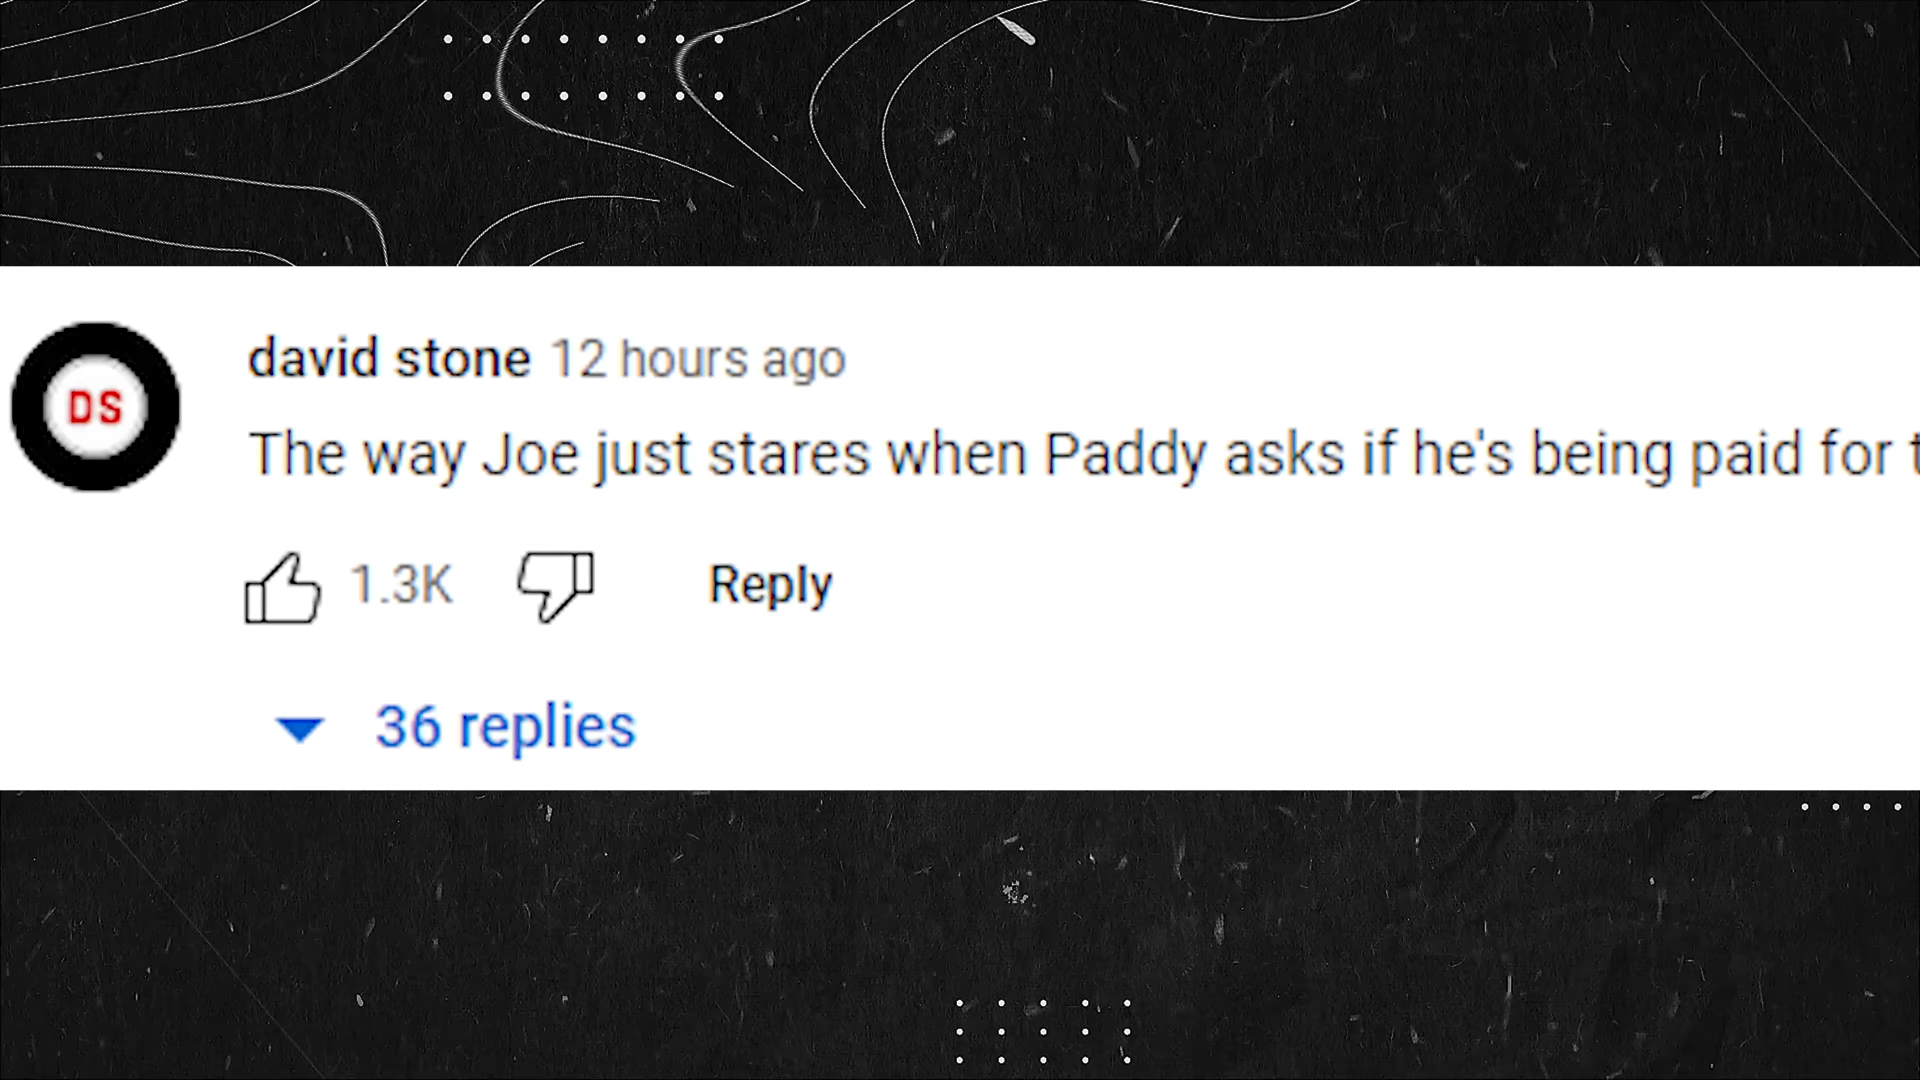 DS
david stone 12 hours ago
The way Joe just stares when Paddy asks if he's being paid for
1.3K Reply
36 replies